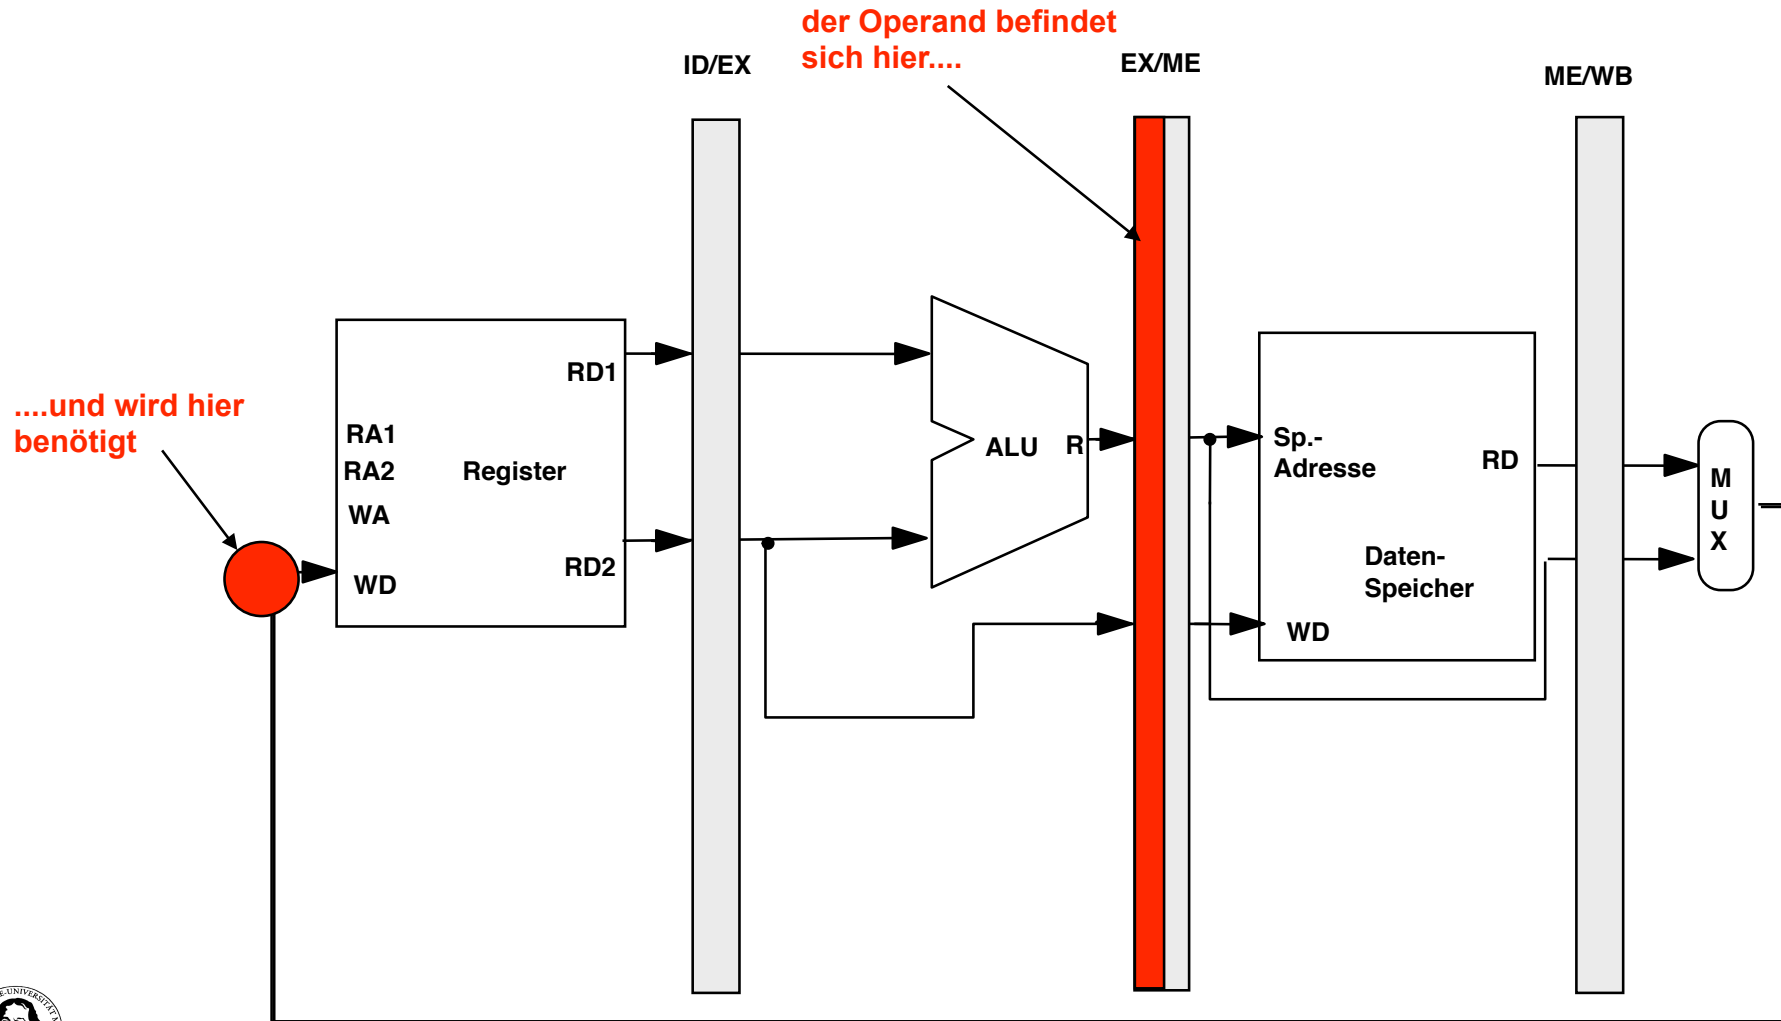 der Operand befindet
sich hier....
ID/EX
EX/ME
ME/WB
....und wird hier
benötigt
RD1
RA1
RA2
Register
WA
RD2
WD
ALU
R
Sp.-
Adresse
RD
Daten-
Speicher
WD
M
U
X